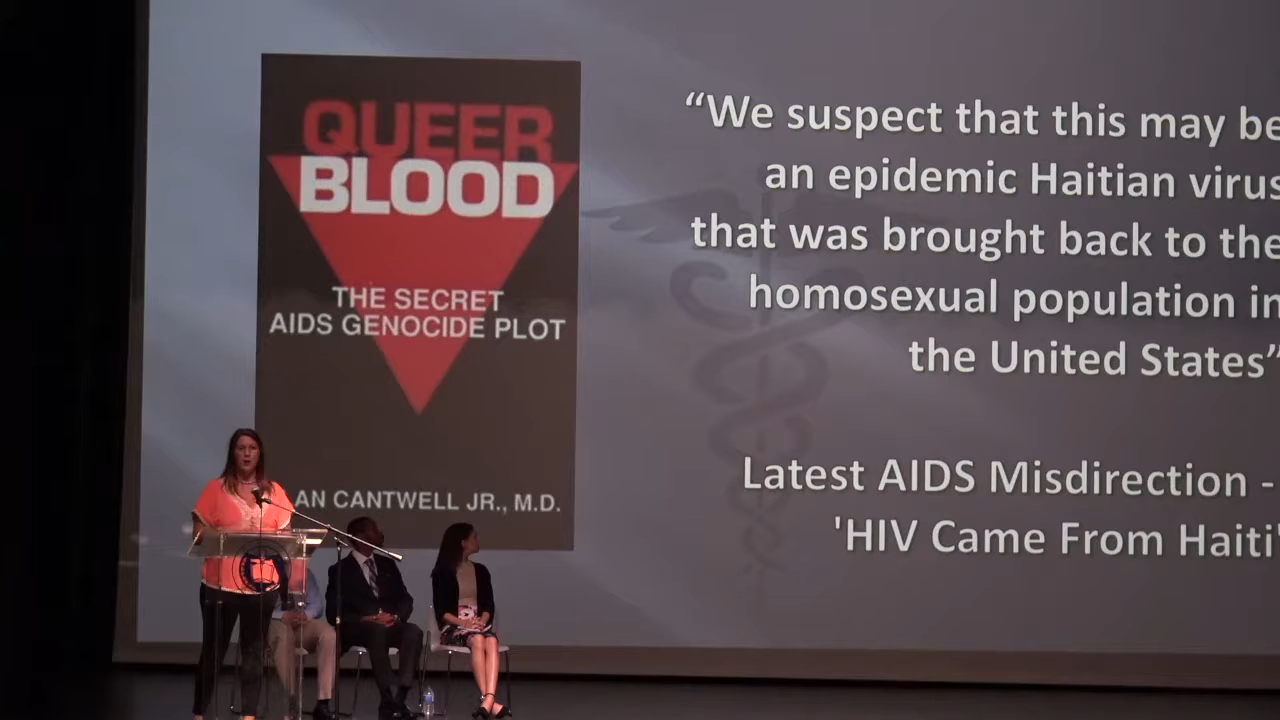 QUEER
BLOOD
THE SECRET
AIDS GENOCIDE PLOT
AN CANTWELL JR., M.D.
“We suspect that this may be
an epidemic Haitian virus
that was brought back to the
homosexual population in
the United States”
Latest AIDS Misdirection -
'HIV Came From Haiti'